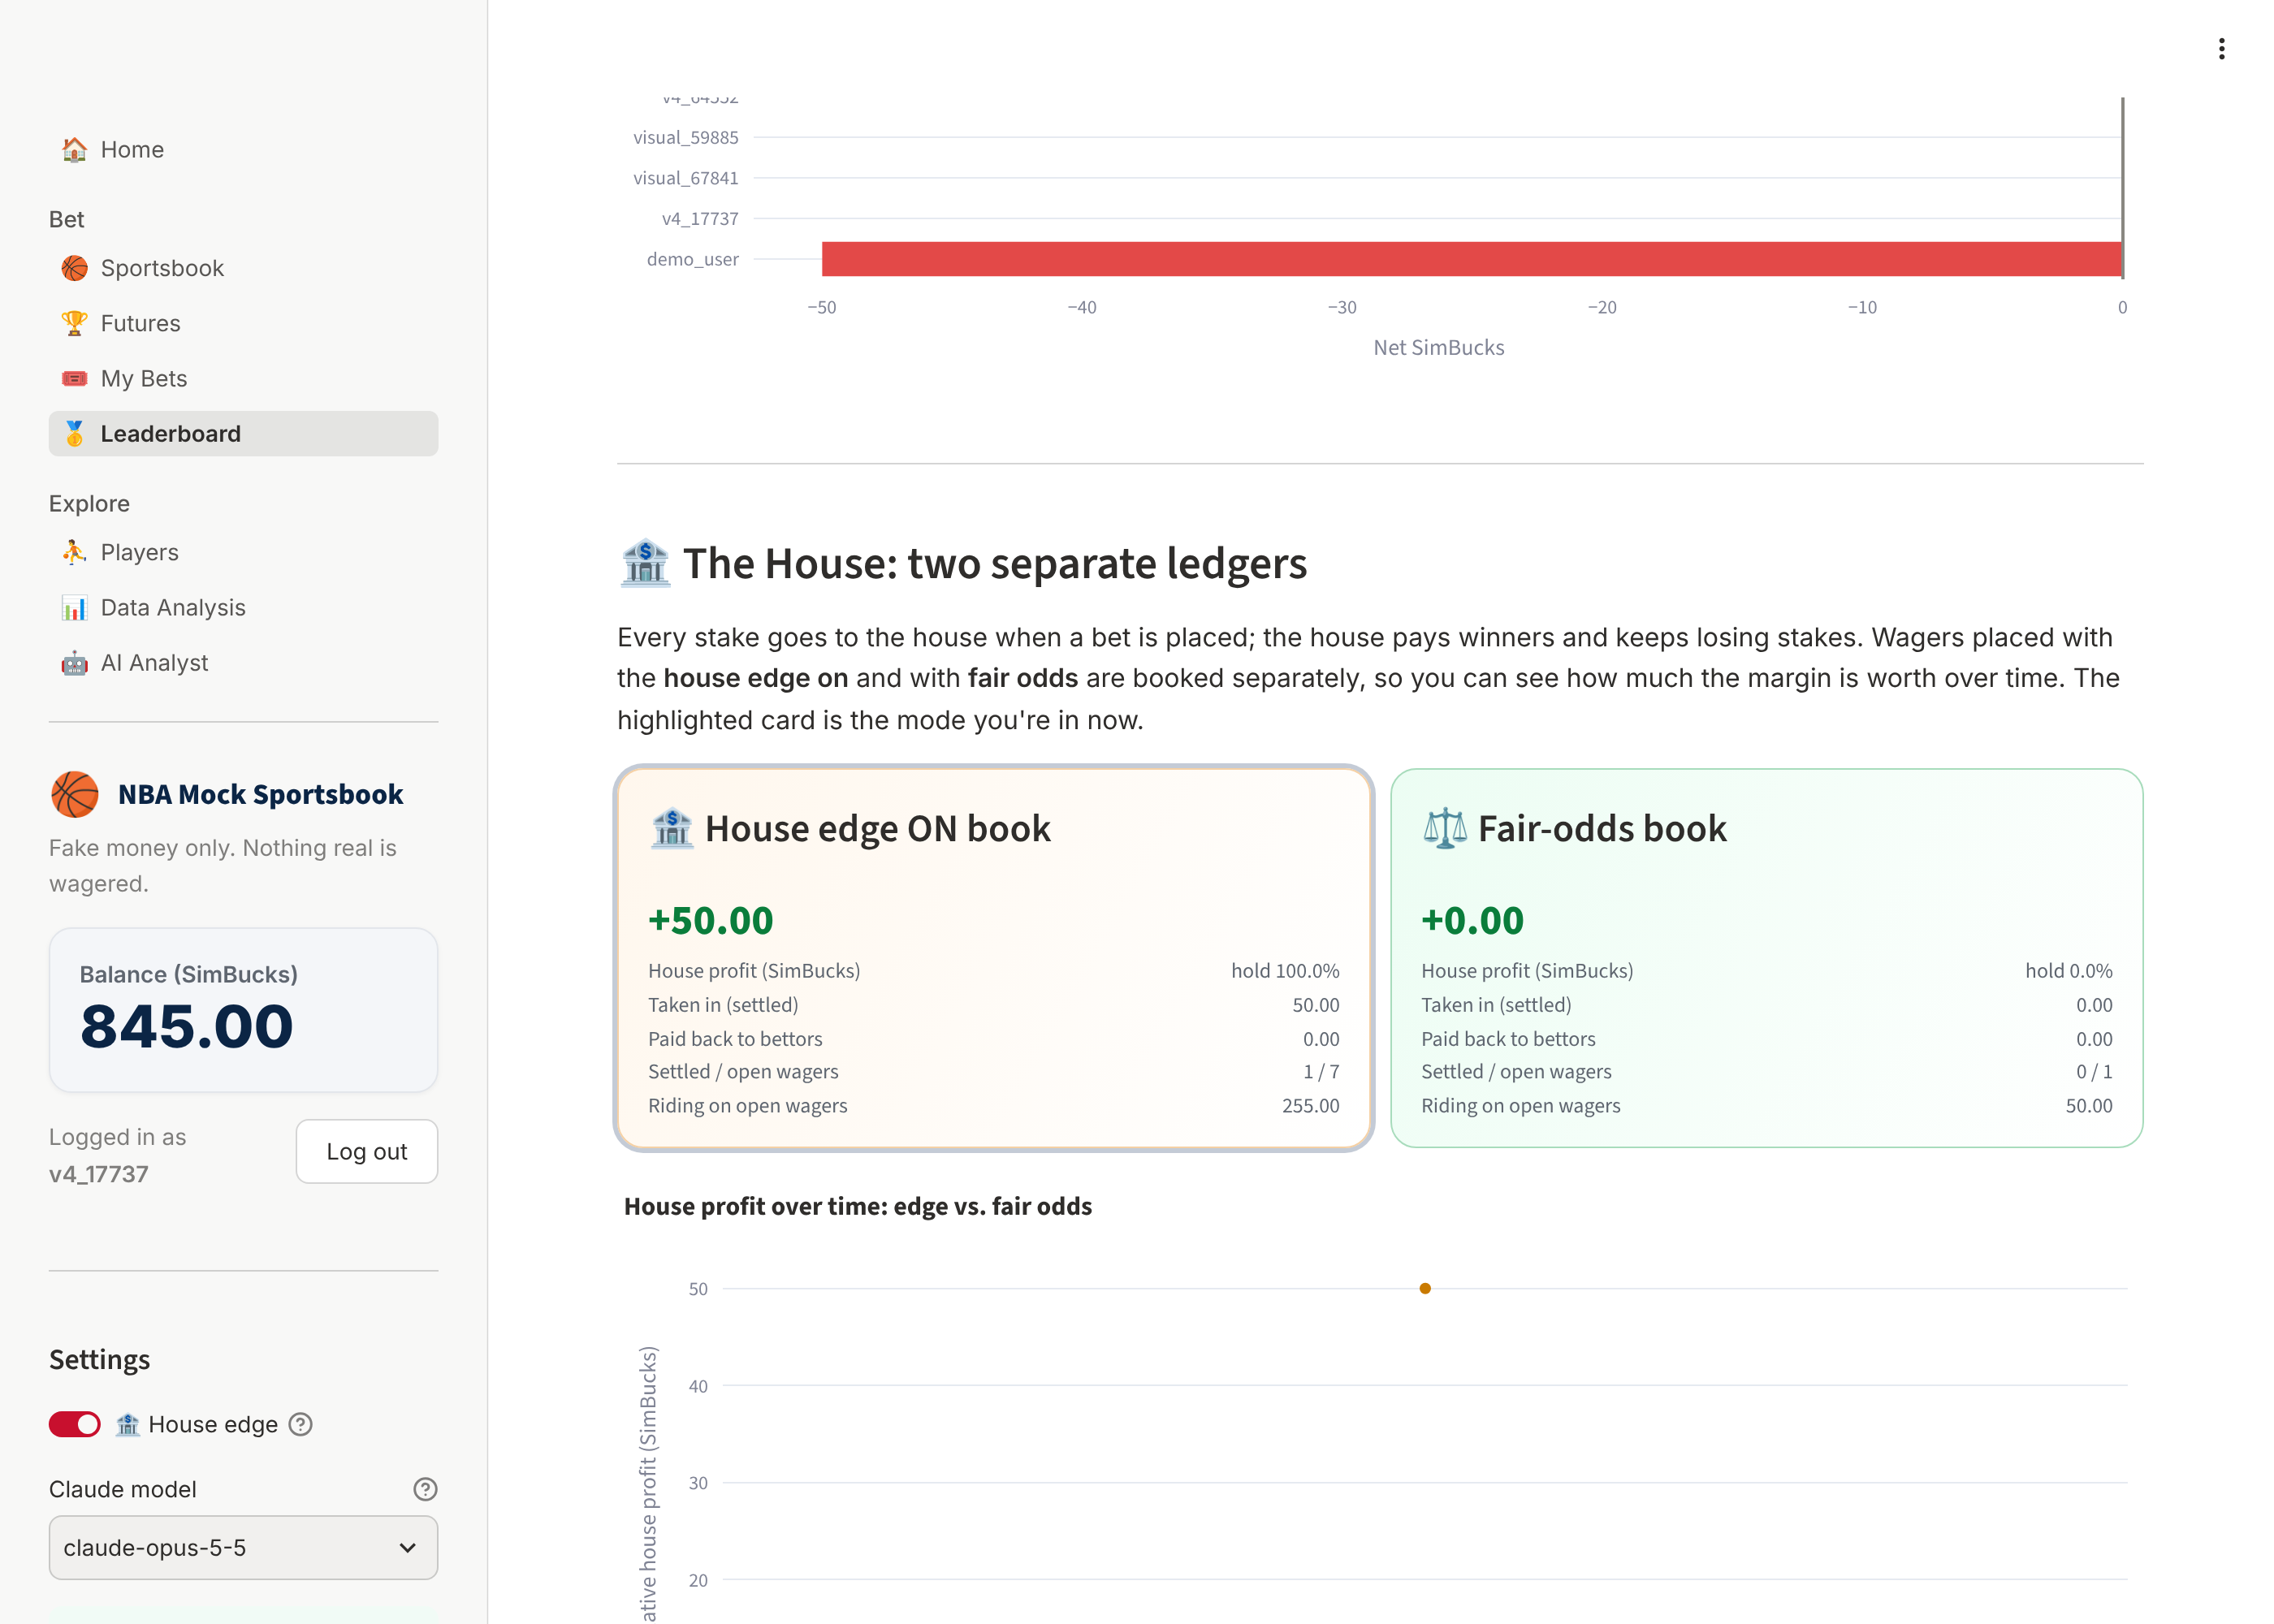 Home
Bet
Sportsbook
Futures
My Bets
Leaderboard
Explore
Players
Data Analysis
AI Analyst
NBA Mock Sportsbook
Fake money only. Nothing real is
wagered.
Balance (SimBucks)
845.00
Logged in as
v4_17737
Log out
Settings
House edge
Claude model
claude-opus-5-5
visual_59885
visual_67841
v4_17737
demo_user
−50 −40 −30 −20 −10 0
Net SimBucks
The House: two separate ledgers
Every stake goes to the house when a bet is placed; the house pays winners and keeps losing stakes. Wagers placed with
the house edge on and with fair odds are booked separately, so you can see how much the margin is worth over time. The
highlighted card is the mode you're in now.
House edge ON book
+50.00
House profit (SimBucks) hold 100.0%
Taken in (settled) 50.00
Paid back to bettors 0.00
Settled / open wagers 1 / 7
Riding on open wagers 255.00
Fair-odds book
+0.00
House profit (SimBucks) hold 0.0%
Taken in (settled) 0.00
Paid back to bettors 0.00
Settled / open wagers 0 / 1
Riding on open wagers 50.00
House profit over time: edge vs. fair odds
50
40
30
20
house profit (SimBucks)